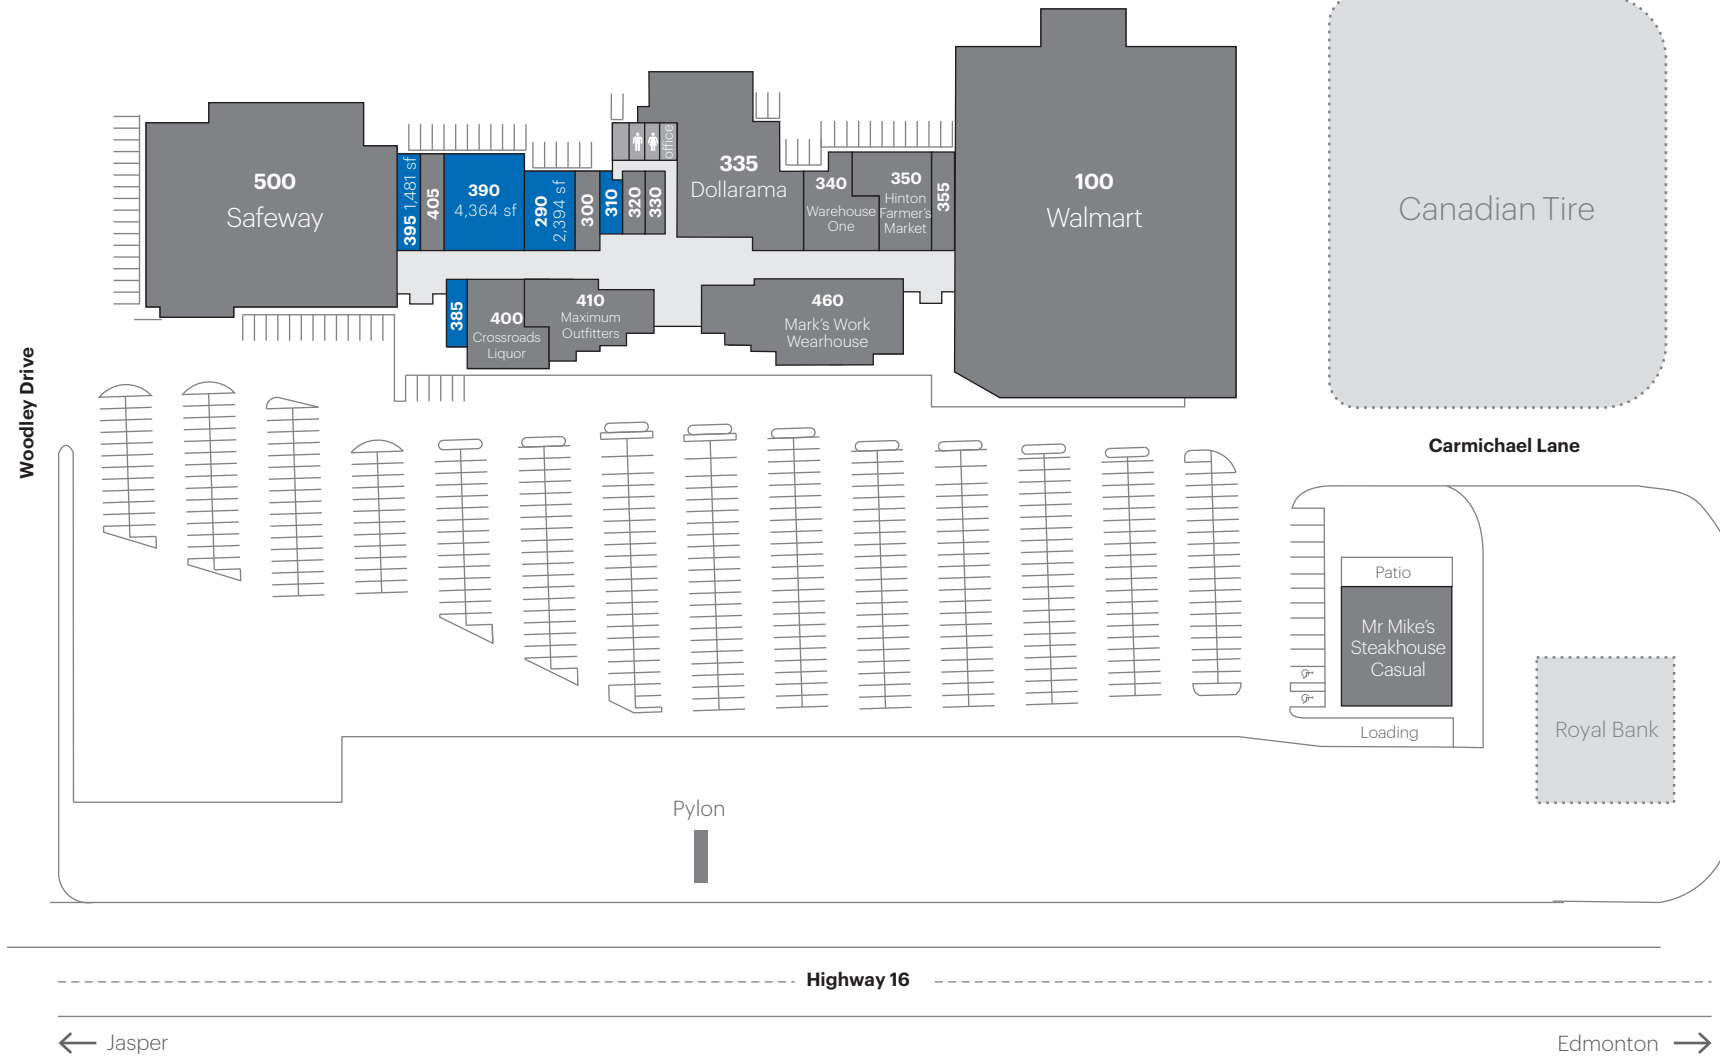 500
Safeway
395 1,481 sf
405
390
4,364 sf
290
2,394 sf
300
310
320
330
office
335
Dollarama
340
Warehouse
One
350
Hinton
Farmer's
Market
355
100
Walmart
Canadian Tire
385
400
Crossroads
Liquor
410
Maximum
Outfitters
460
Mark's Work
Wearhouse
Woodley Drive
Carmichael Lane
Patio
Mr Mike's
Steakhouse
Casual
Loading
Royal Bank
Pylon
Highway 16
Jasper
Edmonton